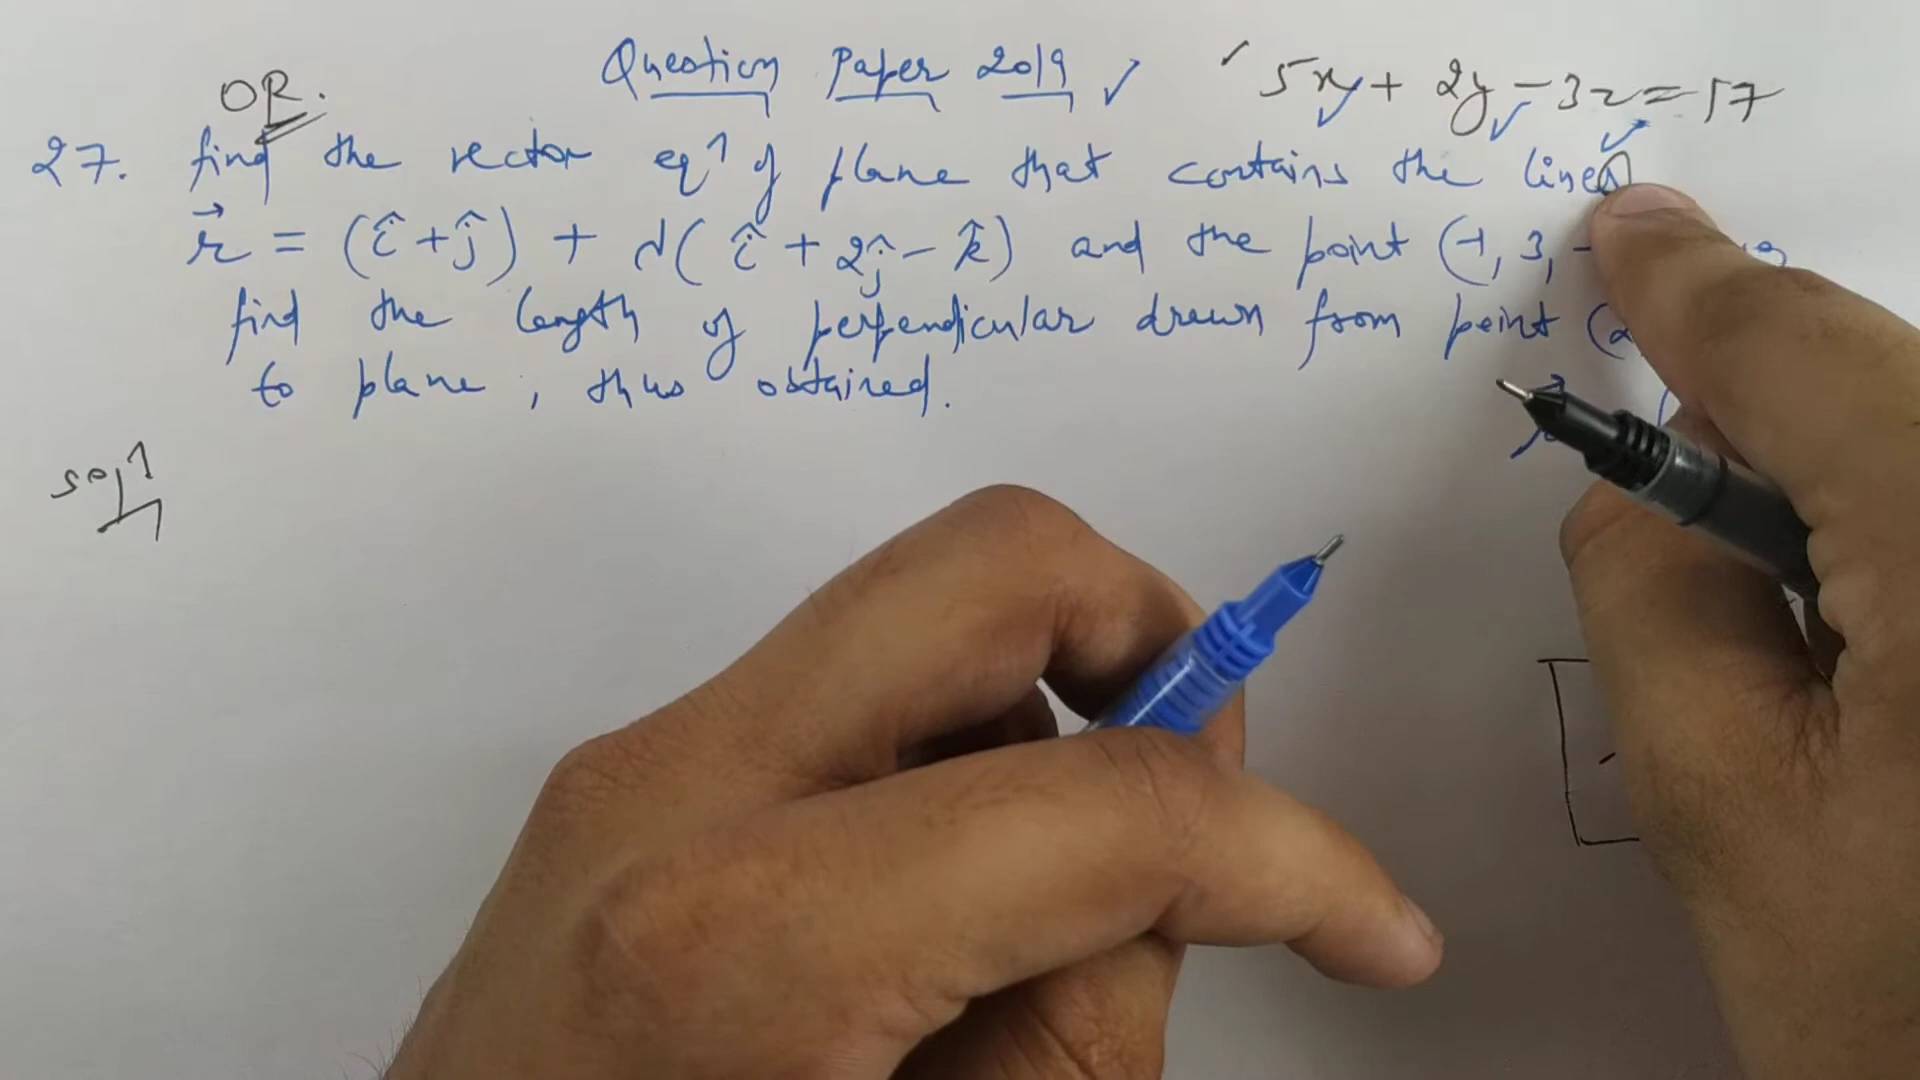 OR.
Question Paper 2019 ✓
✓ 5x + 2y - 3z = 17
27. find the vector eqn of plane that contains the lines
r⃗ = (î+ĵ) + λ(î + 2ĵ - k̂) and the point (-1, 3, -
find the length of perpendicular drawn from point (2,
to plane, thus obtained.
soln